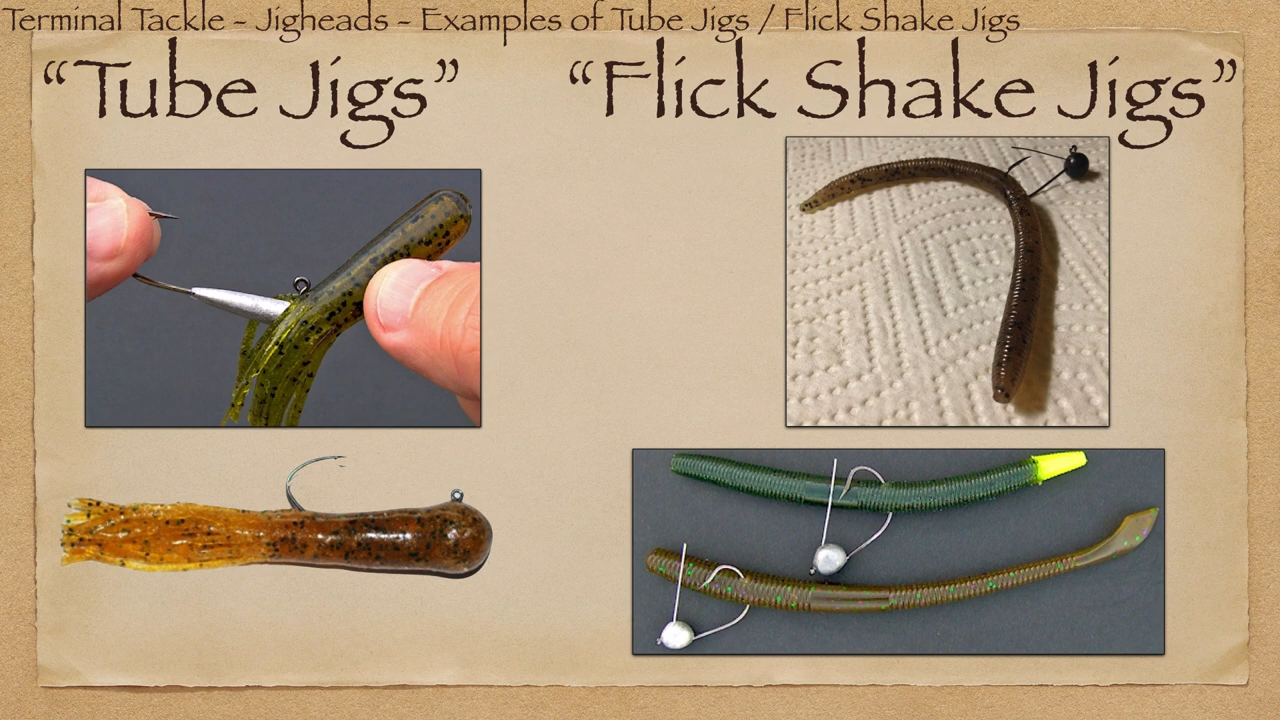 Terminal Tackle - Jigheads - Examples of Tube Jigs / Flick Shake Jigs
“Tube Jigs”
“Flick Shake Jigs”